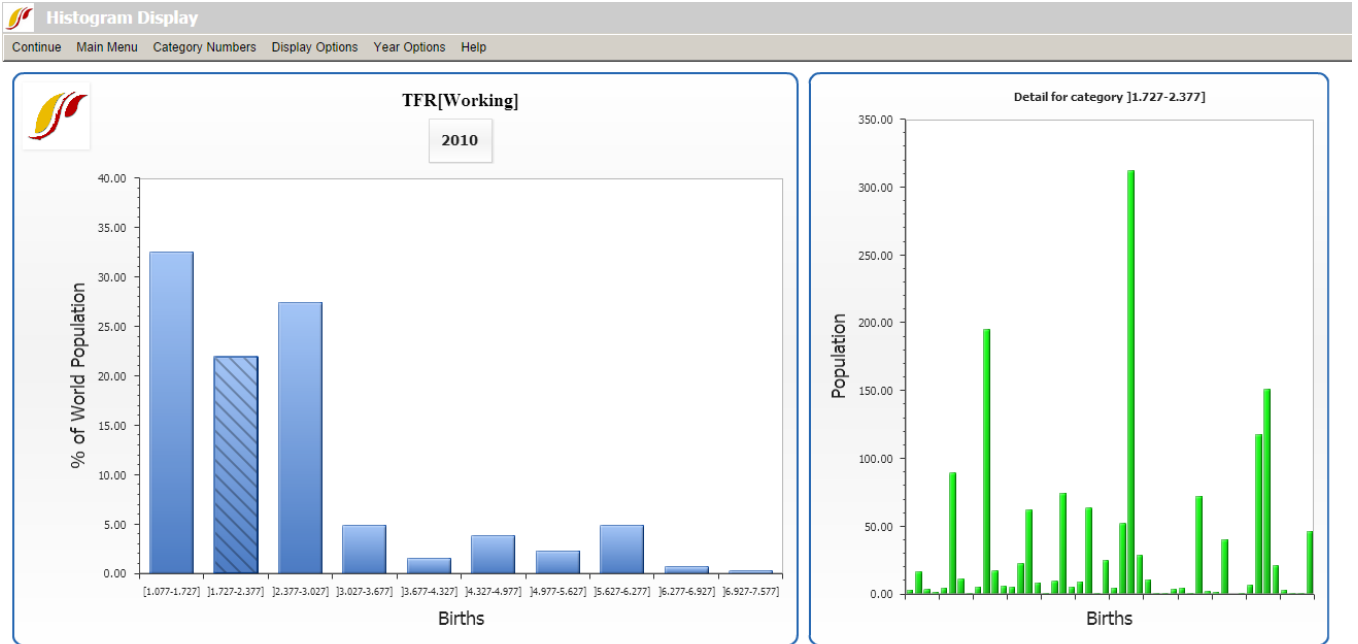 Histogram Display
Continue Main Menu Category Numbers Display Options Year Options Help
TFR[Working]
2010
40.00
35.00
30.00
25.00
20.00
15.00
10.00
5.00
0.00
% of World Population
[1.077-1.727] ]1.727-2.377] ]2.377-3.027] ]3.027-3.677] ]3.677-4.327] ]4.327-4.977] ]4.977-5.627] ]5.627-6.277] ]6.277-6.927] ]6.927-7.577]
Births
Detail for category ]1.727-2.377]
350.00
300.00
250.00
200.00
150.00
100.00
50.00
0.00
Population
Births